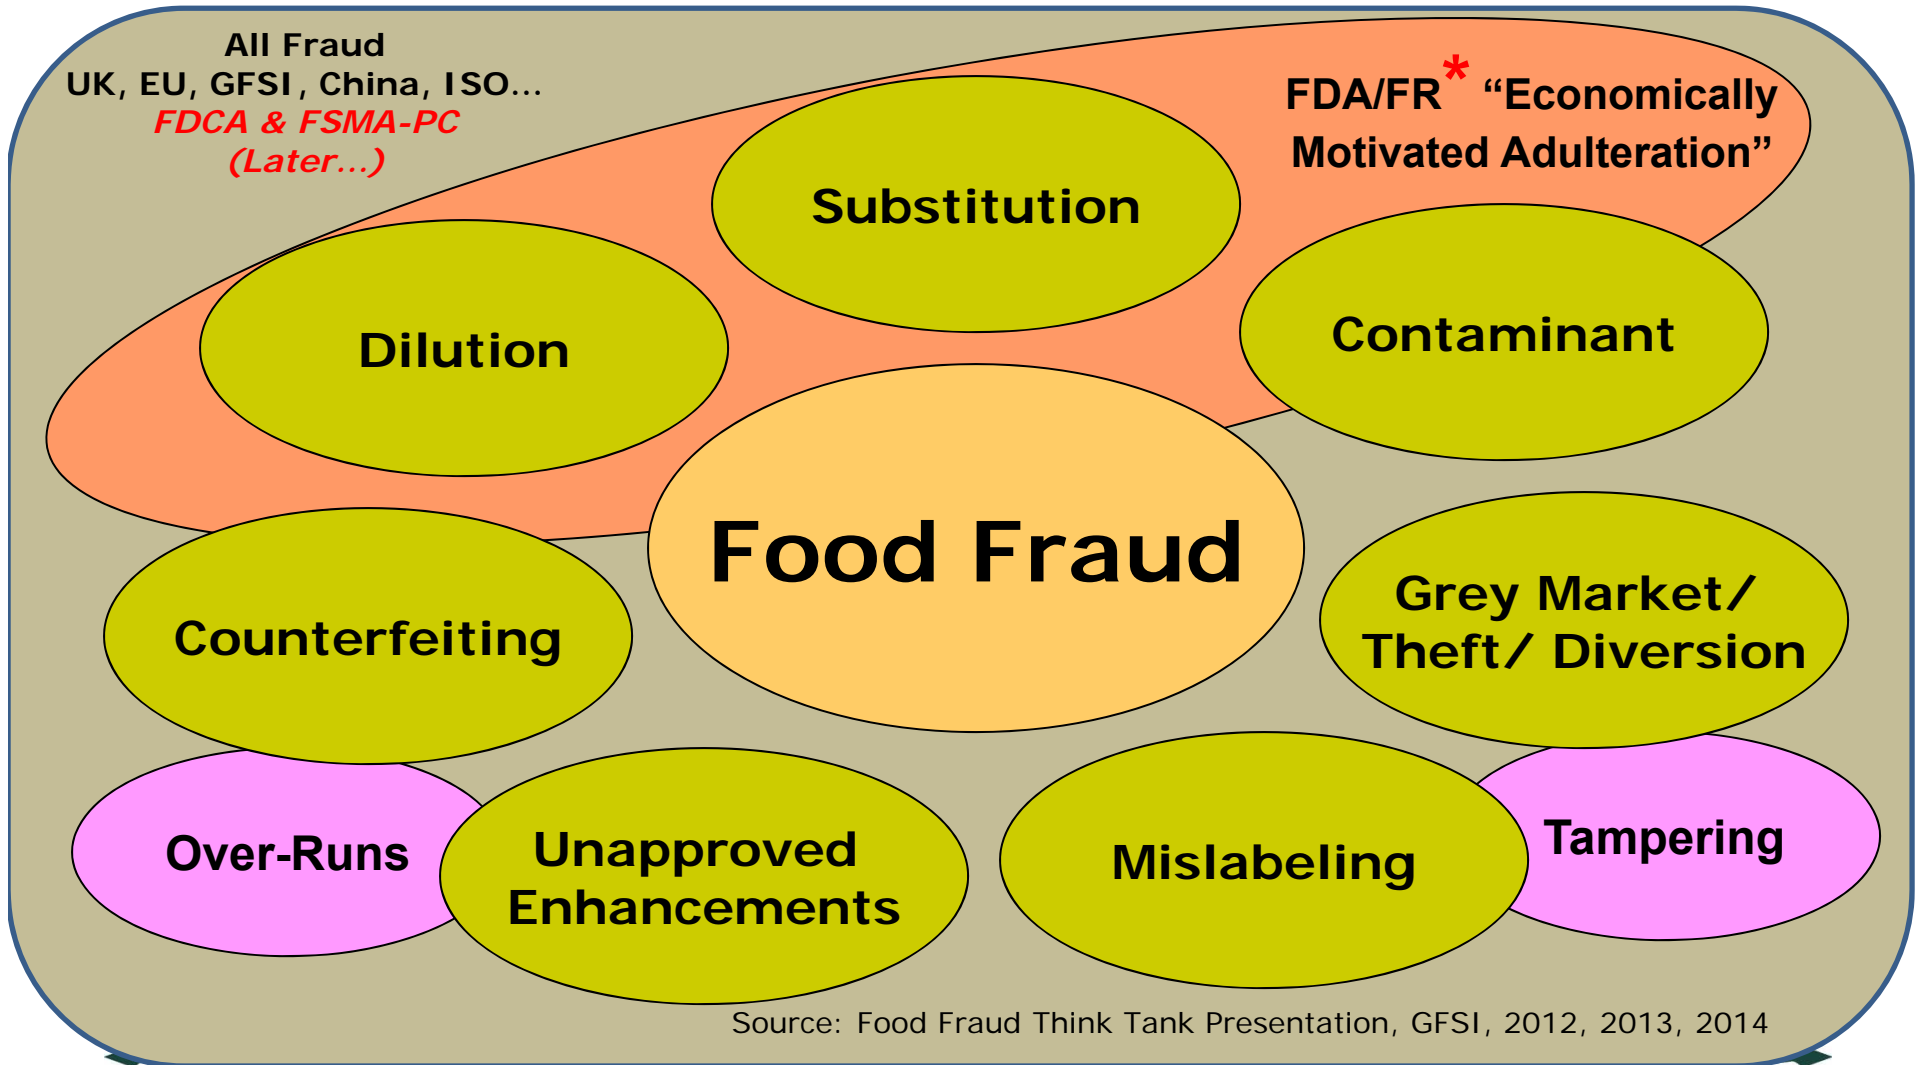 All Fraud
UK, EU, GFSI, China, ISO...
FDCA & FSMA-PC
(Later...)
FDA/FR* “Economically
Motivated Adulteration”
Substitution
Dilution
Contaminant
Food Fraud
Counterfeiting
Grey Market/
Theft/ Diversion
Over-Runs
Unapproved
Enhancements
Mislabeling
Tampering
Source: Food Fraud Think Tank Presentation, GFSI, 2012, 2013, 2014